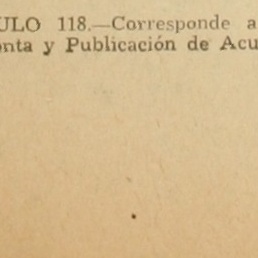 ULO 118.—Corresponde a
onta y Publicación de Acu